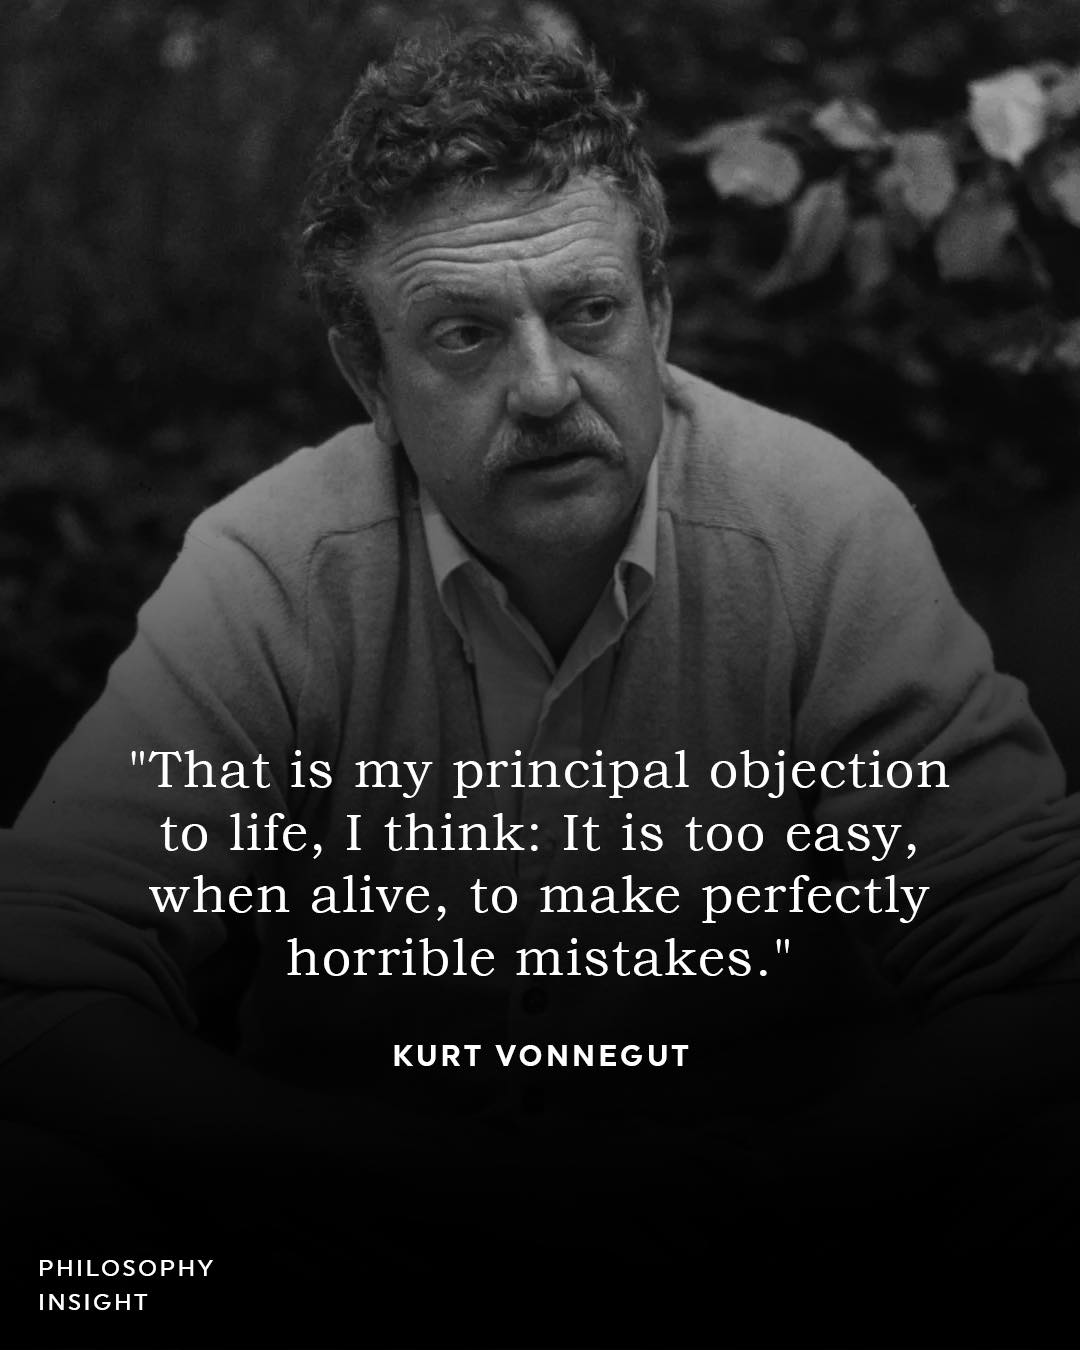 "That is my principal objection
to life, I think: It is too easy,
when alive, to make perfectly
horrible mistakes."
KURT VONNEGUT
PHILOSOPHY
INSIGHT